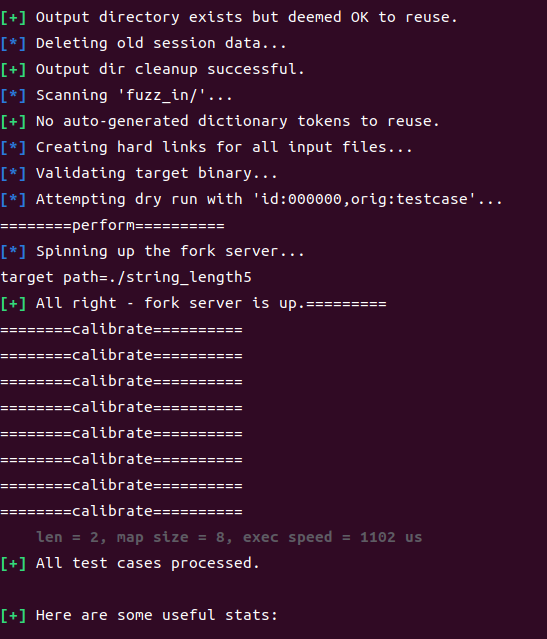 [+] Output directory exists but deemed OK to reuse.
[*] Deleting old session data...
[+] Output dir cleanup successful.
[*] Scanning 'fuzz_in/'...
[+] No auto-generated dictionary tokens to reuse.
[*] Creating hard links for all input files...
[*] Validating target binary...
[*] Attempting dry run with 'id:000000,orig:testcase'...
========perform==========
[*] Spinning up the fork server...
target path=./string_length5
[+] All right - fork server is up.=========
========calibrate==========
========calibrate==========
========calibrate==========
========calibrate==========
========calibrate==========
========calibrate==========
========calibrate==========
========calibrate==========
    len = 2, map size = 8, exec speed = 1102 us
[+] All test cases processed.

[+] Here are some useful stats: